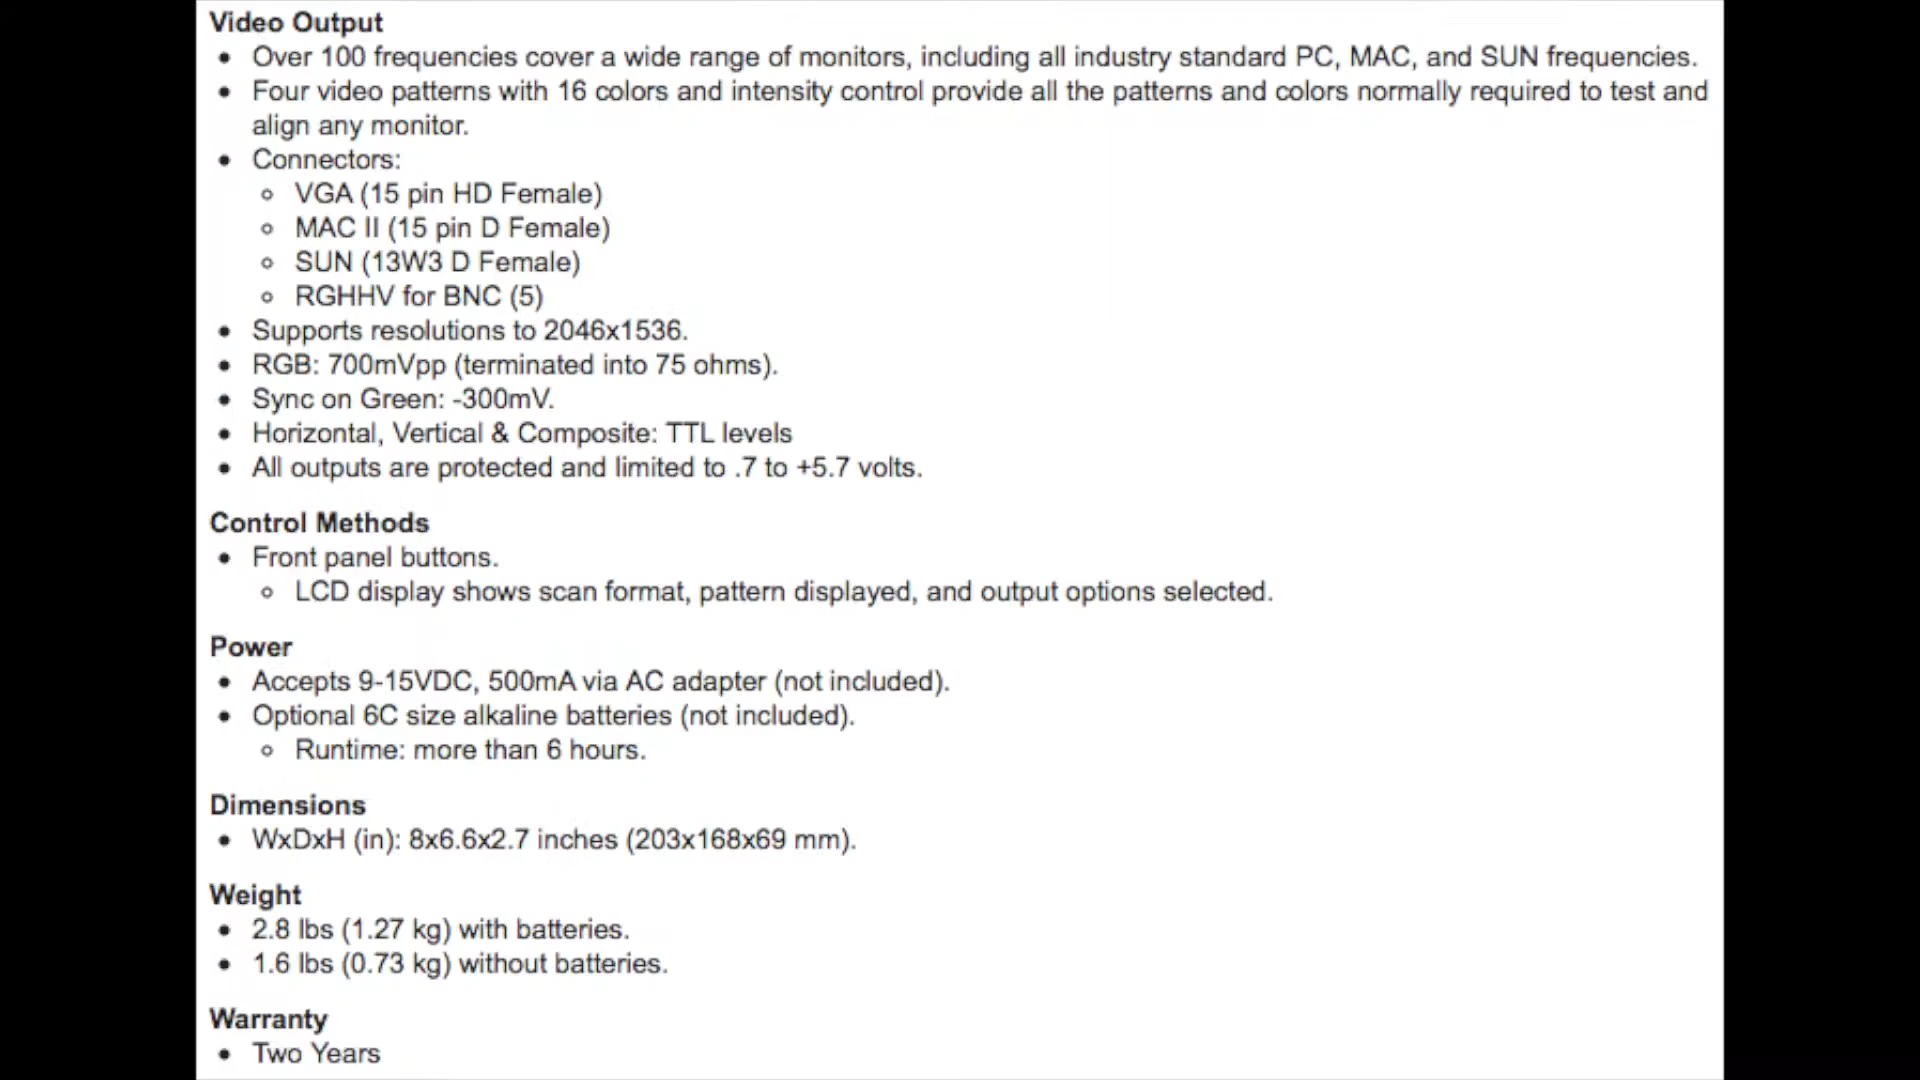 Video Output
• Over 100 frequencies cover a wide range of monitors, including all industry standard PC, MAC, and SUN frequencies.
• Four video patterns with 16 colors and intensity control provide all the patterns and colors normally required to test and
align any monitor.
• Connectors:
◦ VGA (15 pin HD Female)
◦ MAC II (15 pin D Female)
◦ SUN (13W3 D Female)
◦ RGHHV for BNC (5)
• Supports resolutions to 2046x1536.
• RGB: 700mVpp (terminated into 75 ohms).
• Sync on Green: -300mV.
• Horizontal, Vertical & Composite: TTL levels
• All outputs are protected and limited to .7 to +5.7 volts.
Control Methods
• Front panel buttons.
◦ LCD display shows scan format, pattern displayed, and output options selected.
Power
• Accepts 9-15VDC, 500mA via AC adapter (not included).
• Optional 6C size alkaline batteries (not included).
◦ Runtime: more than 6 hours.
Dimensions
• WxDxH (in): 8x6.6x2.7 inches (203x168x69 mm).
Weight
• 2.8 lbs (1.27 kg) with batteries.
• 1.6 lbs (0.73 kg) without batteries.
Warranty
• Two Years